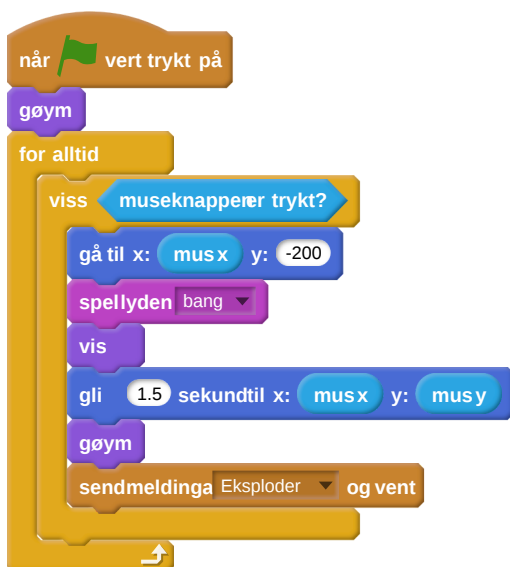 når vert trykt på
gøym
for alltid
viss museknappen er trykt?
gå til x: mus x y: -200
spel lyden bang
vis
gli 1.5 sekund til x: mus x y: mus y
gøym
send meldinga Eksploder og vent